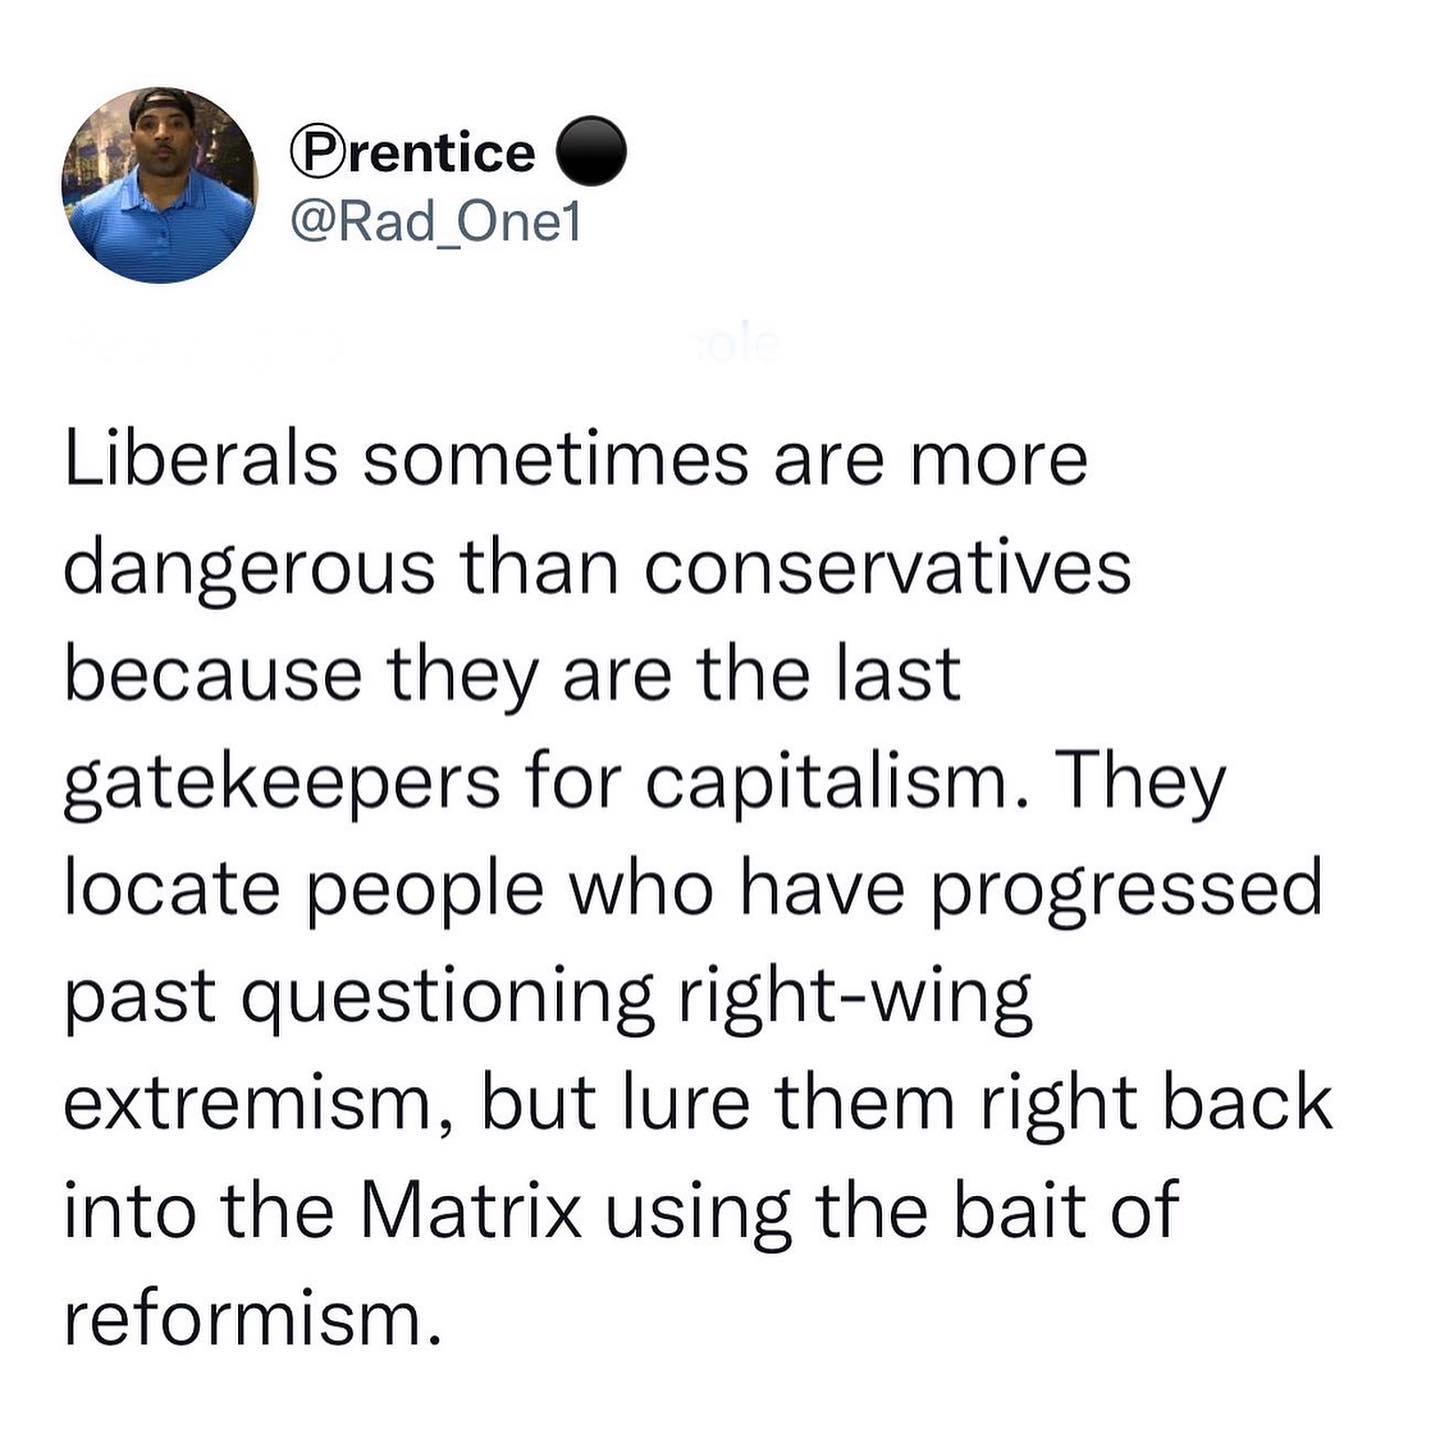 Ⓟrentice
@Rad_One1
Liberals sometimes are more
dangerous than conservatives
because they are the last
gatekeepers for capitalism. They
locate people who have progressed
past questioning right-wing
extremism, but lure them right back
into the Matrix using the bait of
reformism.